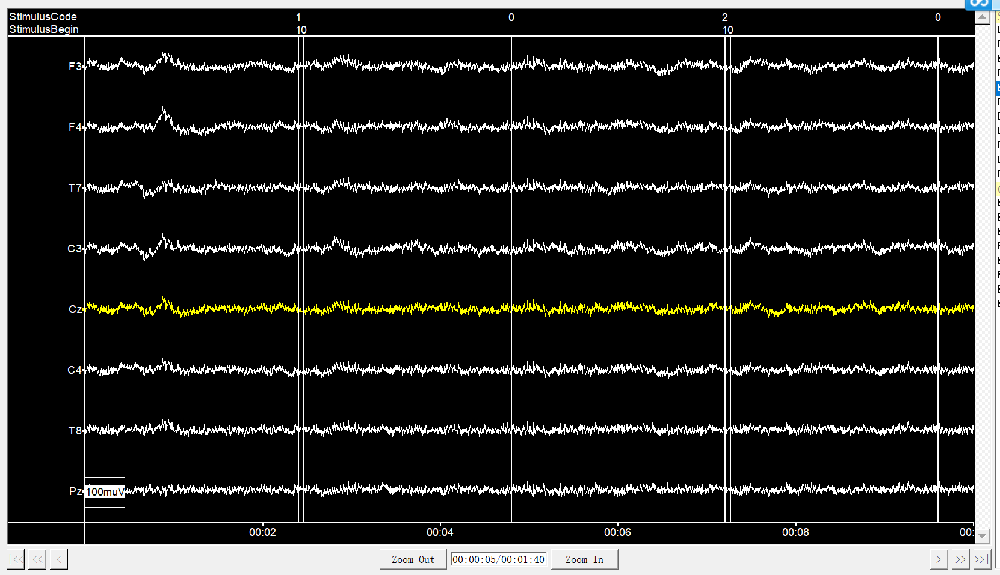 StimulusCode 1 0 2 0
StimulusBegin 10 10
F3
F4
T7
C3
Cz
C4
T8
Pz 100muV
00:02 00:04 00:06 00:08 00:
|<< << < Zoom Out 00:00:05/00:01:40 Zoom In > >> >>|